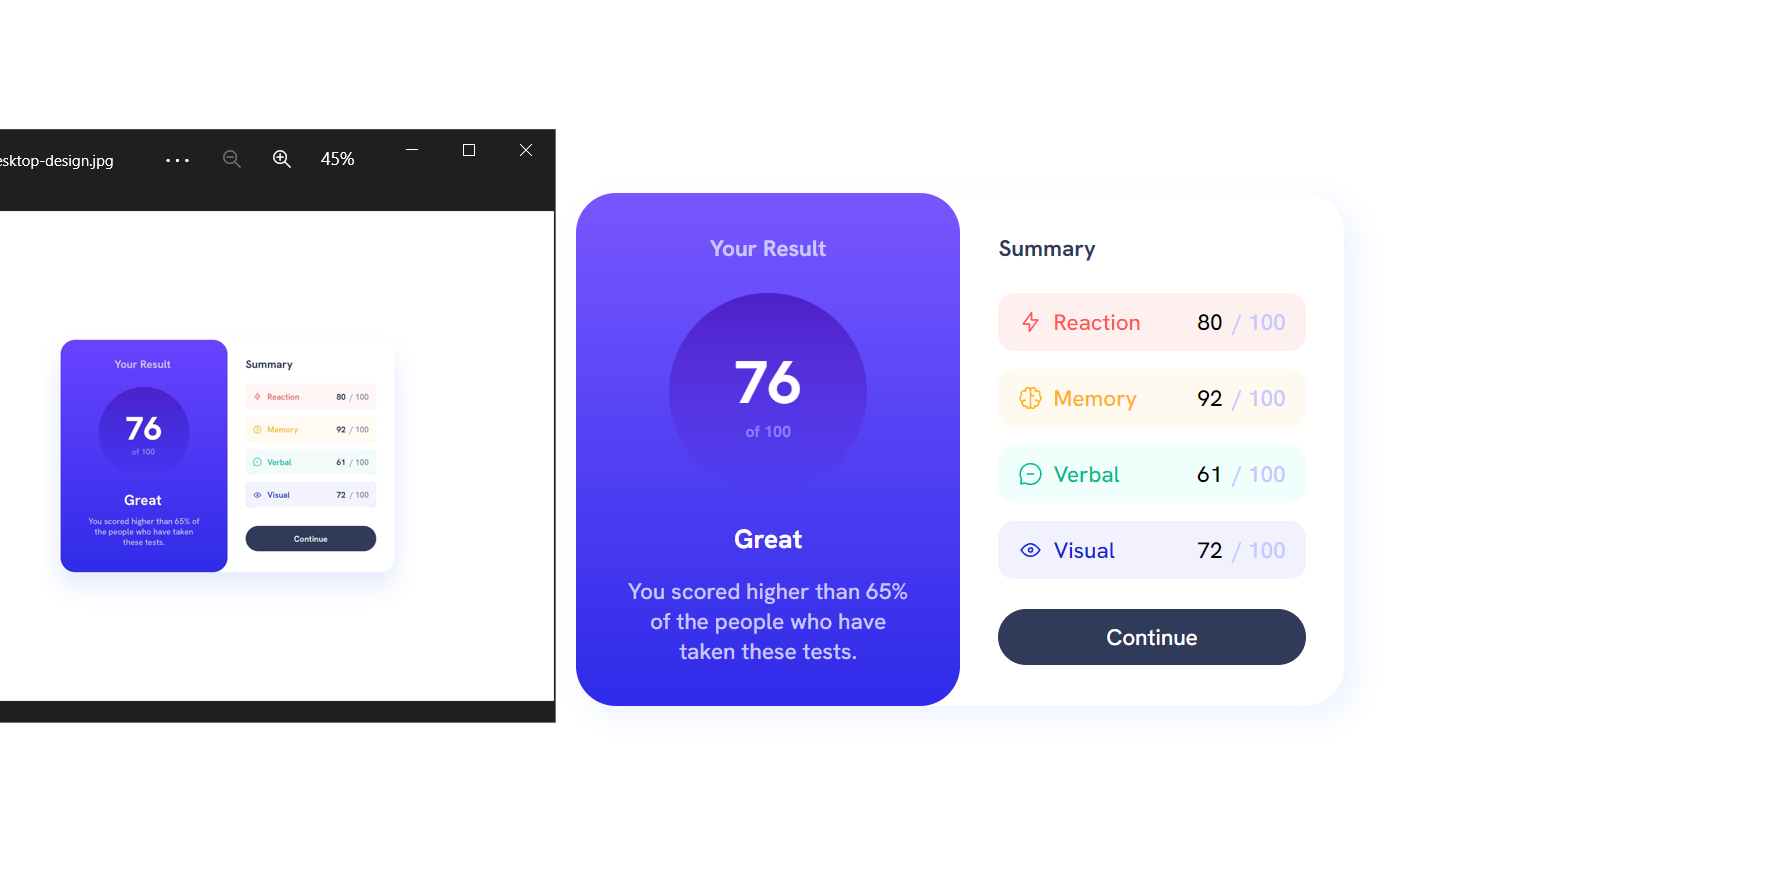 esktop-design.jpg
45%
Your Result
76
of 100
Great
You scored higher than 65% of
the people who have taken
these tests.
Summary
Reaction 80 / 100
Memory 92 / 100
Verbal 61 / 100
Visual 72 / 100
Continue
Your Result
76
of 100
Great
You scored higher than 65%
of the people who have
taken these tests.
Summary
Reaction 80 / 100
Memory 92 / 100
Verbal 61 / 100
Visual 72 / 100
Continue